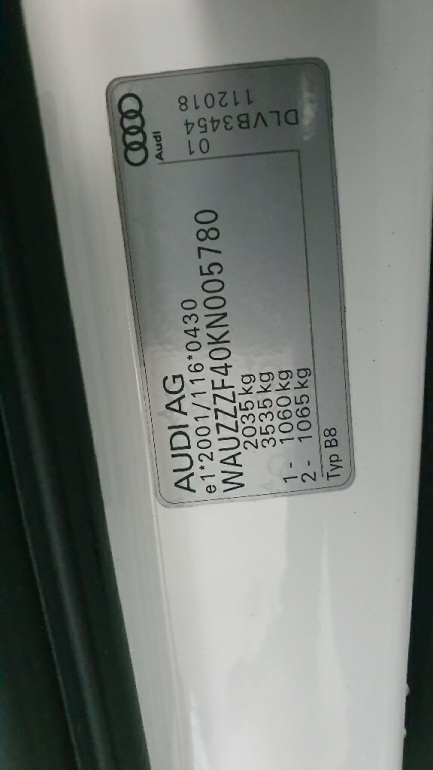 AUDI AG
e1*2001/116*0430
WAUZZZF40KN005780
2035 kg
3535 kg
1- 1060 kg
2- 1065 kg
Typ B8
Audi
01
DLVB3454
112018